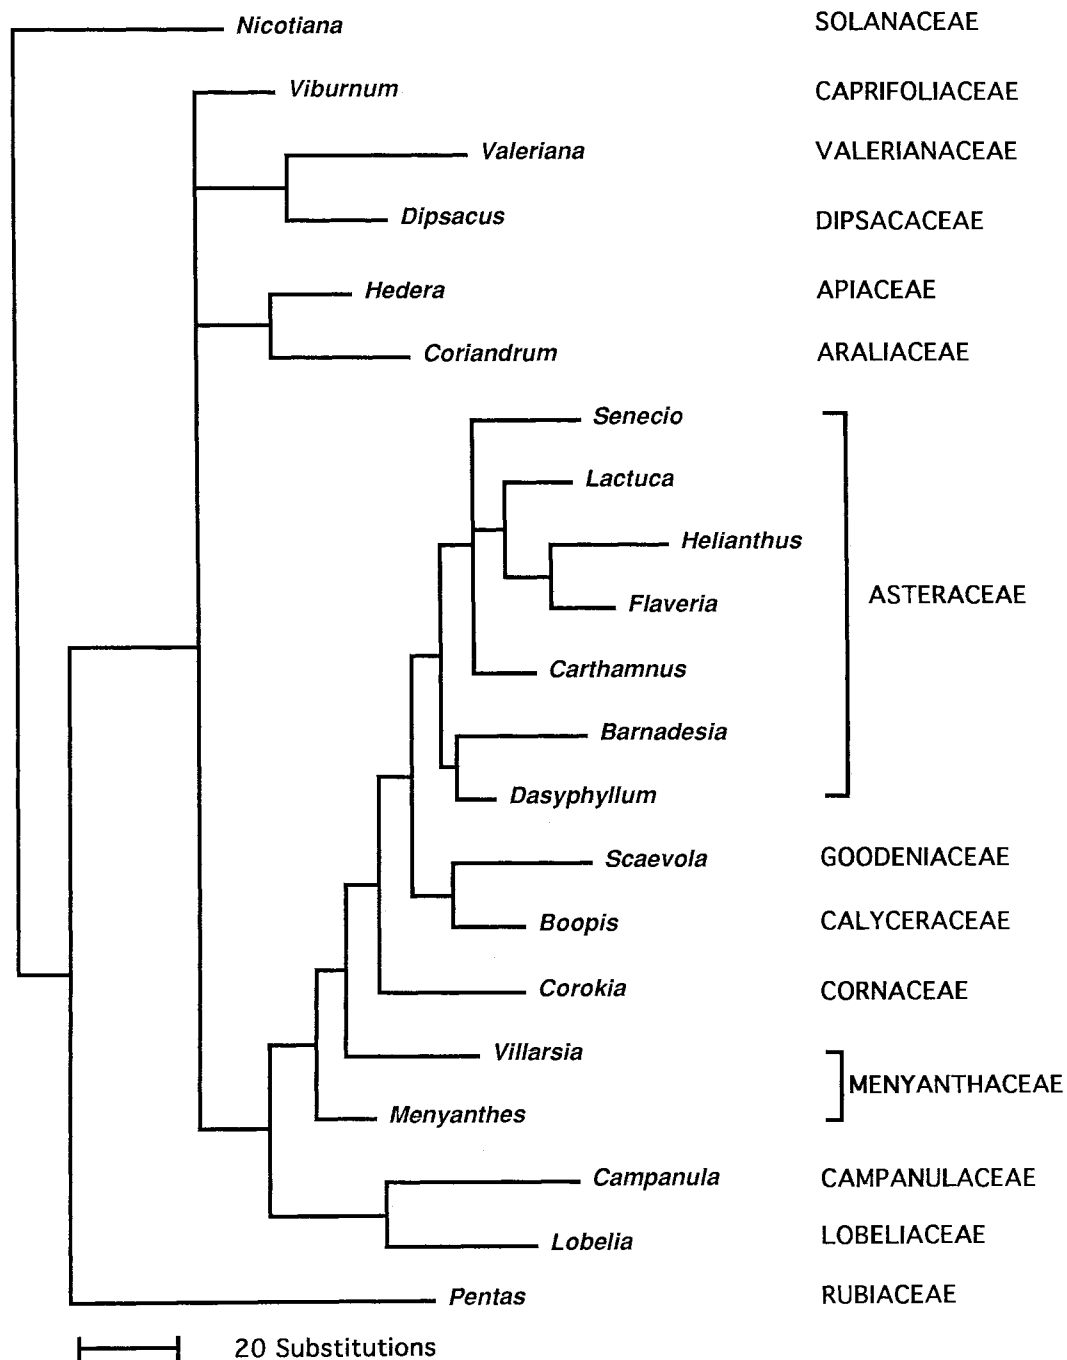 Nicotiana SOLANACEAE
Viburnum CAPRIFOLIACEAE
Valeriana VALERIANACEAE
Dipsacus DIPSACACEAE
Hedera APIACEAE
Coriandrum ARALIACEAE
Senecio
Lactuca
Helianthus
Flaveria ASTERACEAE
Carthamnus
Barnadesia
Dasyphyllum
Scaevola GOODENIACEAE
Boopis CALYCERACEAE
Corokia CORNACEAE
Villarsia
MENYANTHACEAE
Menyanthes
Campanula CAMPANULACEAE
Lobelia LOBELIACEAE
Pentas RUBIACEAE
20 Substitutions